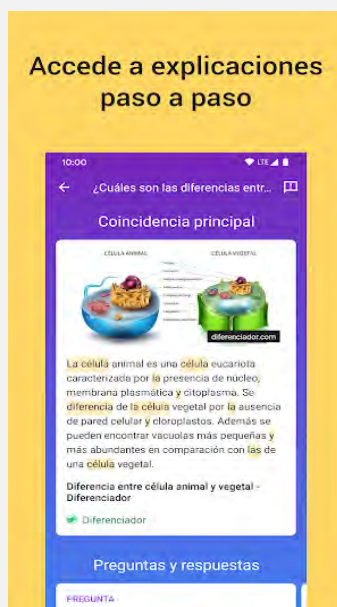 Accede a explicaciones
paso a paso
10:00
LTE
¿Cuáles son las diferencias entr...
Coincidencia principal
CÉLULA ANIMAL
CÉLULA VEGETAL
diferenciador.com
La célula animal es una célula eucariota
caracterizada por la presencia de núcleo,
membrana plasmática y citoplasma. Se
diferencia de la célula vegetal por la ausencia
de pared celular y cloroplastos. Además se
pueden encontrar vacuolas más pequeñas y
más abundantes en comparación con las de
una célula vegetal.
Diferencia entre célula animal y vegetal -
Diferenciador
Diferenciador
Preguntas y respuestas
PREGUNTA